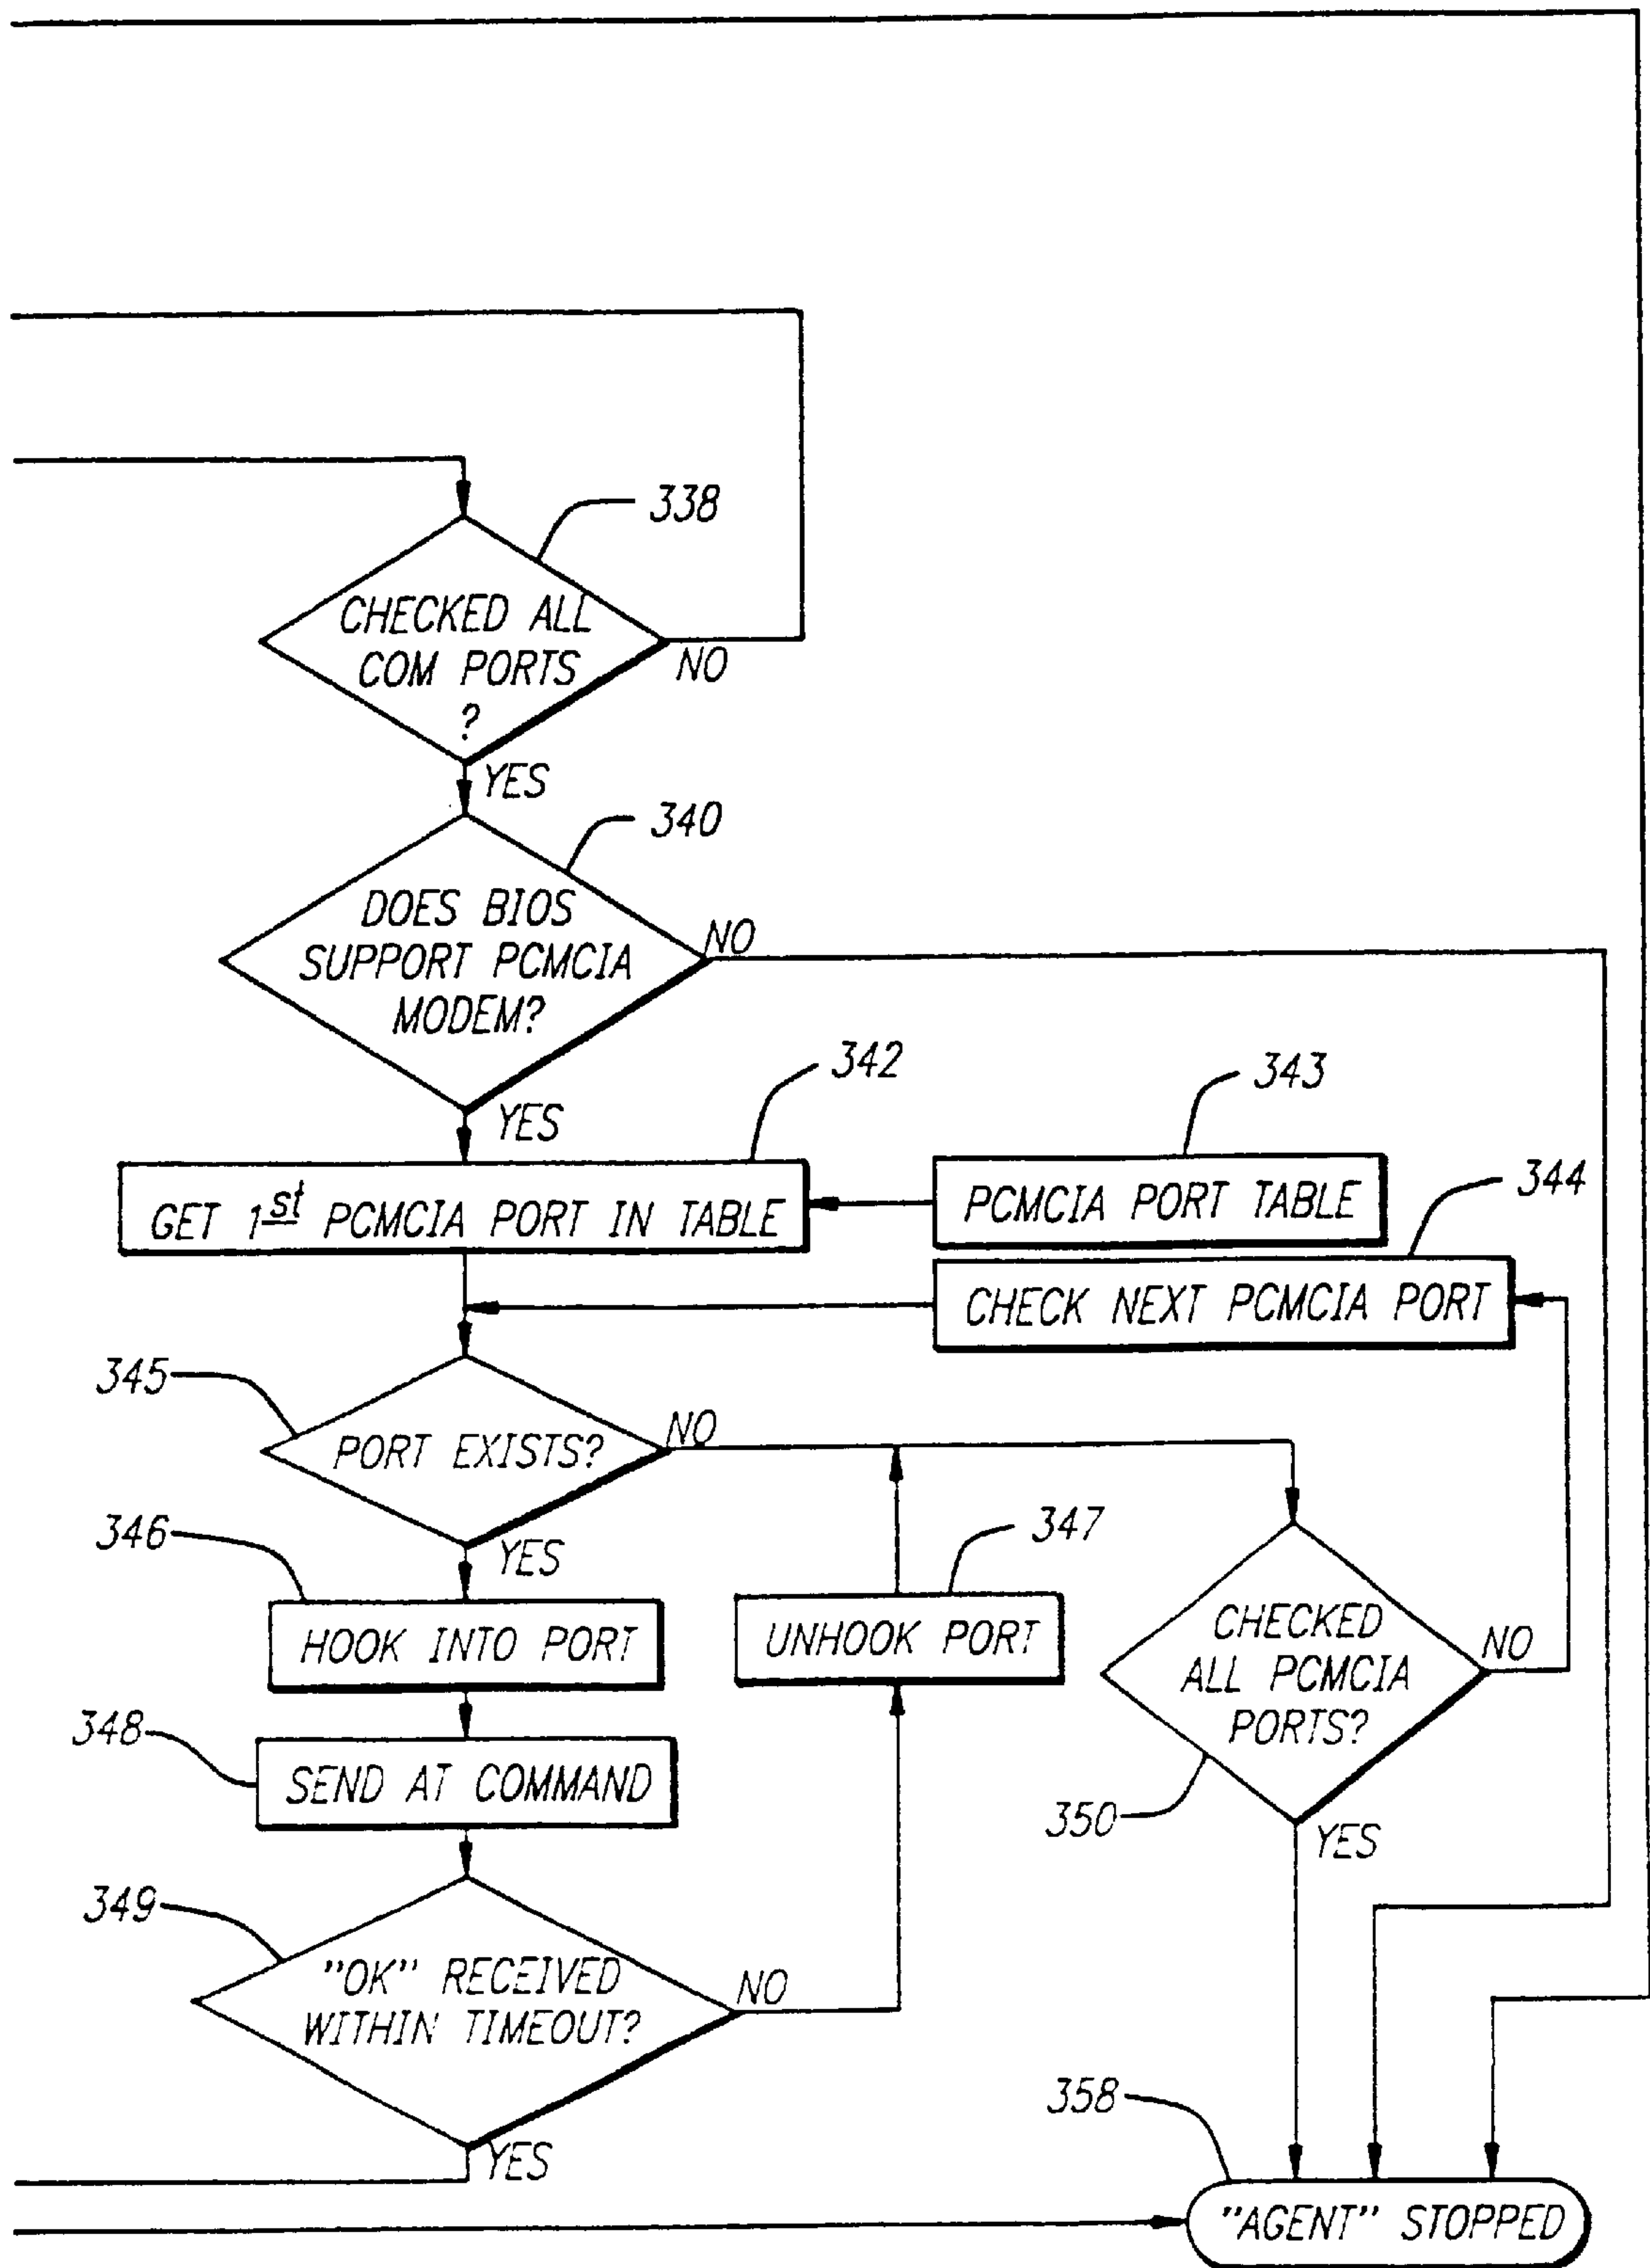 338
CHECKED ALL
COM PORTS
?
NO
YES
340
DOES BIOS
SUPPORT PCMCIA
MODEM?
NO
YES
342
343
GET 1st PCMCIA PORT IN TABLE
PCMCIA PORT TABLE
344
CHECK NEXT PCMCIA PORT
345
PORT EXISTS?
NO
YES
346
347
HOOK INTO PORT
UNHOOK PORT
CHECKED
ALL PCMCIA
PORTS?
NO
348
SEND AT COMMAND
350
YES
349
"OK" RECEIVED
WITHIN TIMEOUT?
NO
YES
358
"AGENT" STOPPED